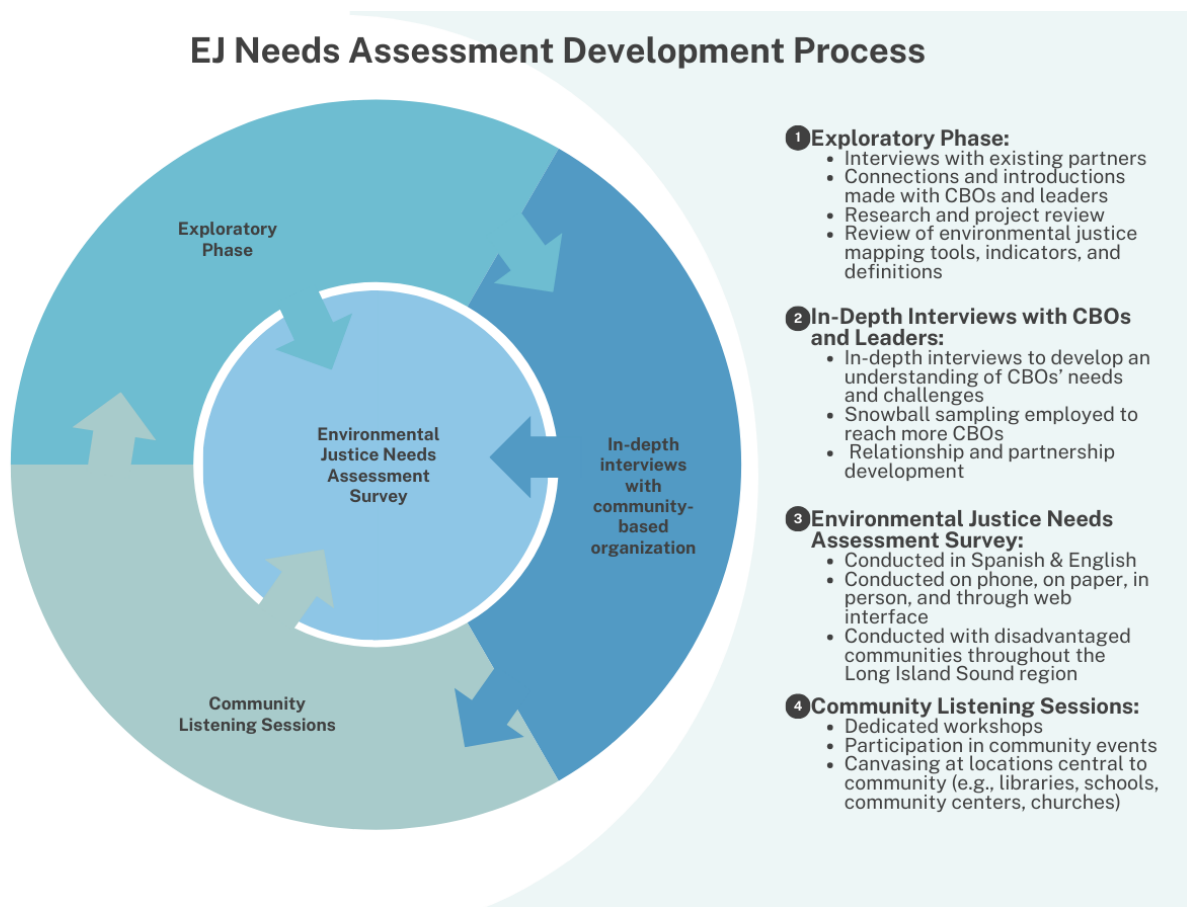 EJ Needs Assessment Development Process
Exploratory
Phase
Environmental
Justice Needs
Assessment
Survey
In-depth
interviews
with
community-
based
organization
Community
Listening Sessions
1 Exploratory Phase:
• Interviews with existing partners
• Connections and introductions
made with CBOs and leaders
• Research and project review
• Review of environmental justice
mapping tools, indicators, and
definitions
2 In-Depth Interviews with CBOs
and Leaders:
• In-depth interviews to develop an
understanding of CBOs’ needs
and challenges
• Snowball sampling employed to
reach more CBOs
• Relationship and partnership
development
3 Environmental Justice Needs
Assessment Survey:
• Conducted in Spanish & English
• Conducted on phone, on paper, in
person, and through web
interface
• Conducted with disadvantaged
communities throughout the
Long Island Sound region
4 Community Listening Sessions:
• Dedicated workshops
• Participation in community events
• Canvasing at locations central to
community (e.g., libraries, schools,
community centers, churches)